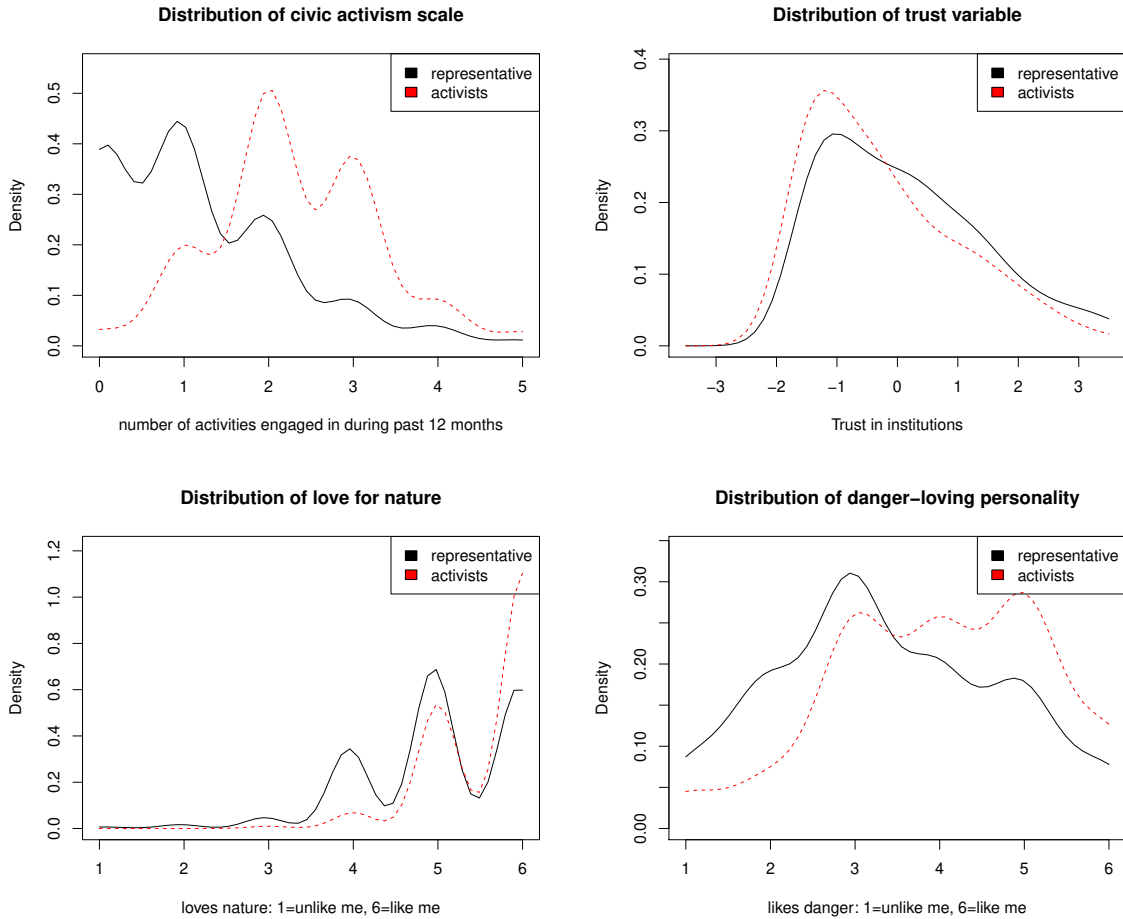 Distribution of civic activism scale
representative
activists
Density
0.0 0.1 0.2 0.3 0.4 0.5
0 1 2 3 4 5
number of activities engaged in during past 12 months
Distribution of trust variable
representative
activists
Density
0.0 0.1 0.2 0.3 0.4
−3 −2 −1 0 1 2 3
Trust in institutions
Distribution of love for nature
representative
activists
Density
0.0 0.2 0.4 0.6 0.8 1.0 1.2
1 2 3 4 5 6
loves nature: 1=unlike me, 6=like me
Distribution of danger−loving personality
representative
activists
Density
0.00 0.10 0.20 0.30
1 2 3 4 5 6
likes danger: 1=unlike me, 6=like me